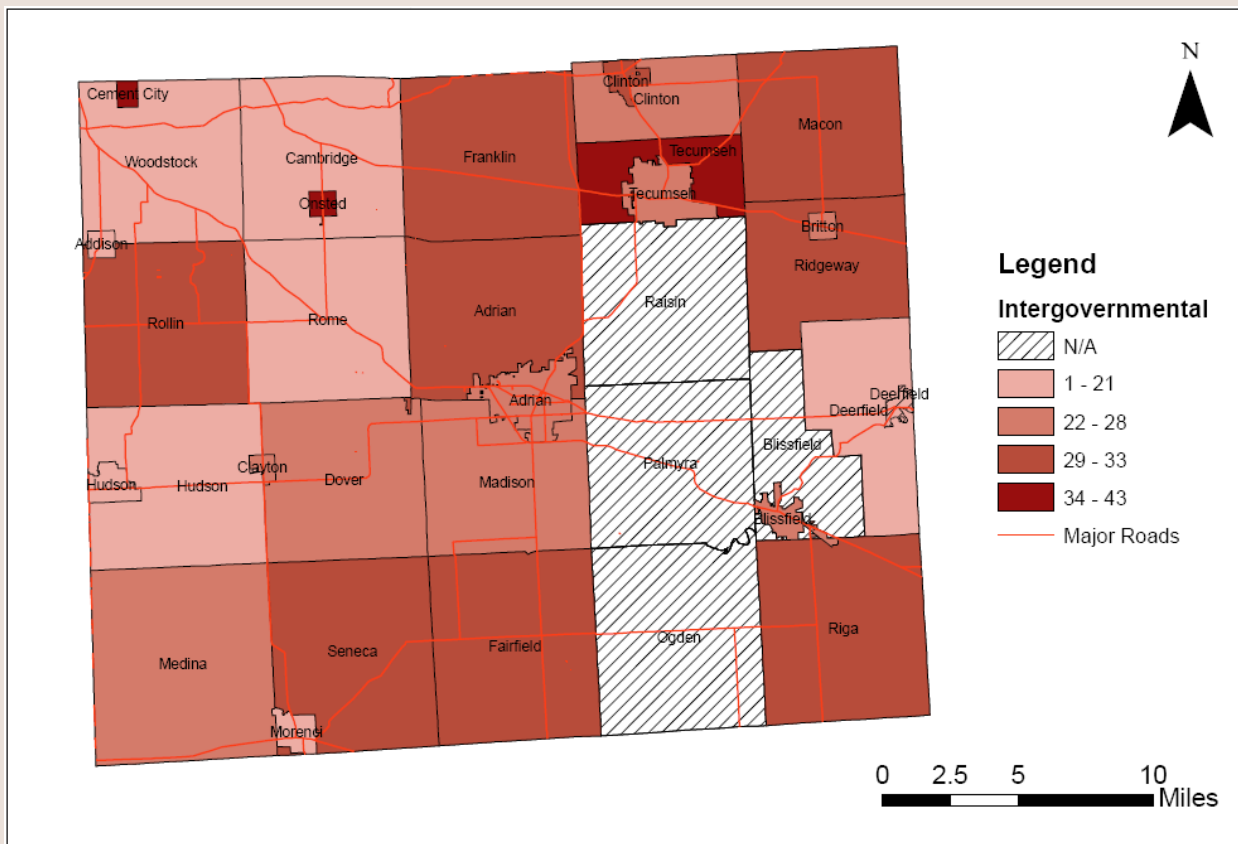 N
Clinton
Clinton
Cement City
Macon
Tecumseh
Franklin
Cambridge
Woodstock
Tecumseh
Onsted
Britton
Addison
Ridgeway
Raisin
Adrian
Rome
Rollin
Deerfield
Adrian
Deerfield
Blissfield
Palmyra
Clayton
Dover
Madison
Hudson
Hudson
Blissfield
Riga
Ogden
Fairfield
Seneca
Medina
Morenci
Legend
Intergovernmental
N/A
1 - 21
22 - 28
29 - 33
34 - 43
Major Roads
0 2.5 5 10
Miles